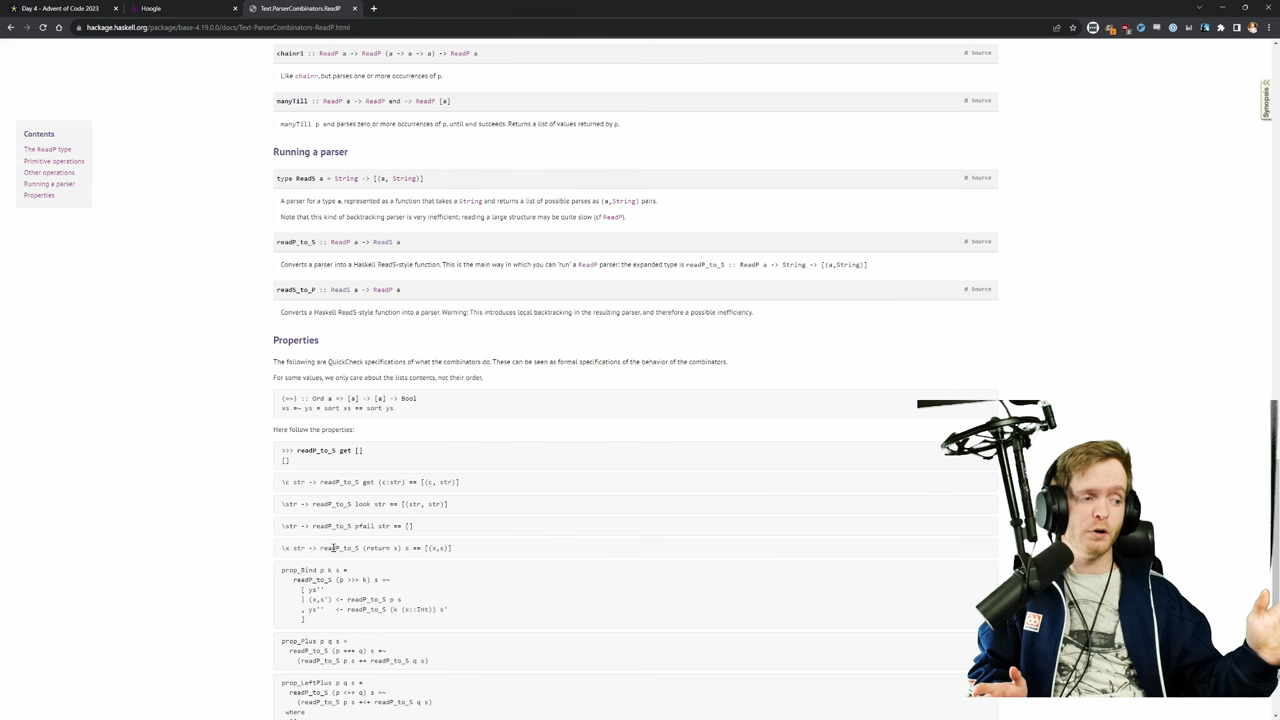 Day 4 - Advent of Code 2023
Hoogle
Text.ParserCombinators.ReadP
hackage.haskell.org/package/base-4.19.0.0/docs/Text-ParserCombinators-ReadP.html
chainr1 :: ReadP a -> ReadP (a -> a -> a) -> ReadP a
# Source
Like chainr, but parses one or more occurrences of p.
manyTill :: ReadP a -> ReadP end -> ReadP [a]
# Source
manyTill p end parses zero or more occurrences of p, until end succeeds. Returns a list of values returned by p.
Synopsis
Contents
The ReadP type
Primitive operations
Other operations
Running a parser
Properties
Running a parser
type ReadS a = String -> [(a, String)]
# Source
A parser for a type a, represented as a function that takes a String and returns a list of possible parses as (a,String) pairs.
Note that this kind of backtracking parser is very inefficient; reading a large structure may be quite slow (cf ReadP).
readP_to_S :: ReadP a -> ReadS a
# Source
Converts a parser into a Haskell ReadS-style function. This is the main way in which you can "run" a ReadP parser: the expanded type is readP_to_S :: ReadP a -> String -> [(a,String)]
readS_to_P :: ReadS a -> ReadP a
# Source
Converts a Haskell ReadS-style function into a parser. Warning: This introduces local backtracking in the resulting parser, and therefore a possible inefficiency.
Properties
The following are QuickCheck specifications of what the combinators do. These can be seen as formal specifications of the behavior of the combinators.
For some values, we only care about the lists contents, not their order,
(=~) :: Ord a => [a] -> [a] -> Bool
xs =~ ys = sort xs == sort ys
Here follow the properties:
>>> readP_to_S get []
[]
\c str -> readP_to_S get (c:str) == [(c, str)]
\str -> readP_to_S look str == [(str, str)]
\str -> readP_to_S pfail str == []
\x str -> readP_to_S (return x) s == [(x,s)]
prop_Bind p k s =
readP_to_S (p >>= k) s =~
[ ys''
| (x,s') <- readP_to_S p s
, ys'' <- readP_to_S (k (x::Int)) s'
]
prop_Plus p q s =
readP_to_S (p +++ q) s =~
(readP_to_S p s ++ readP_to_S q s)
prop_LeftPlus p q s =
readP_to_S (p <++ q) s =~
(readP_to_S p s +<+ readP_to_S q s)
where